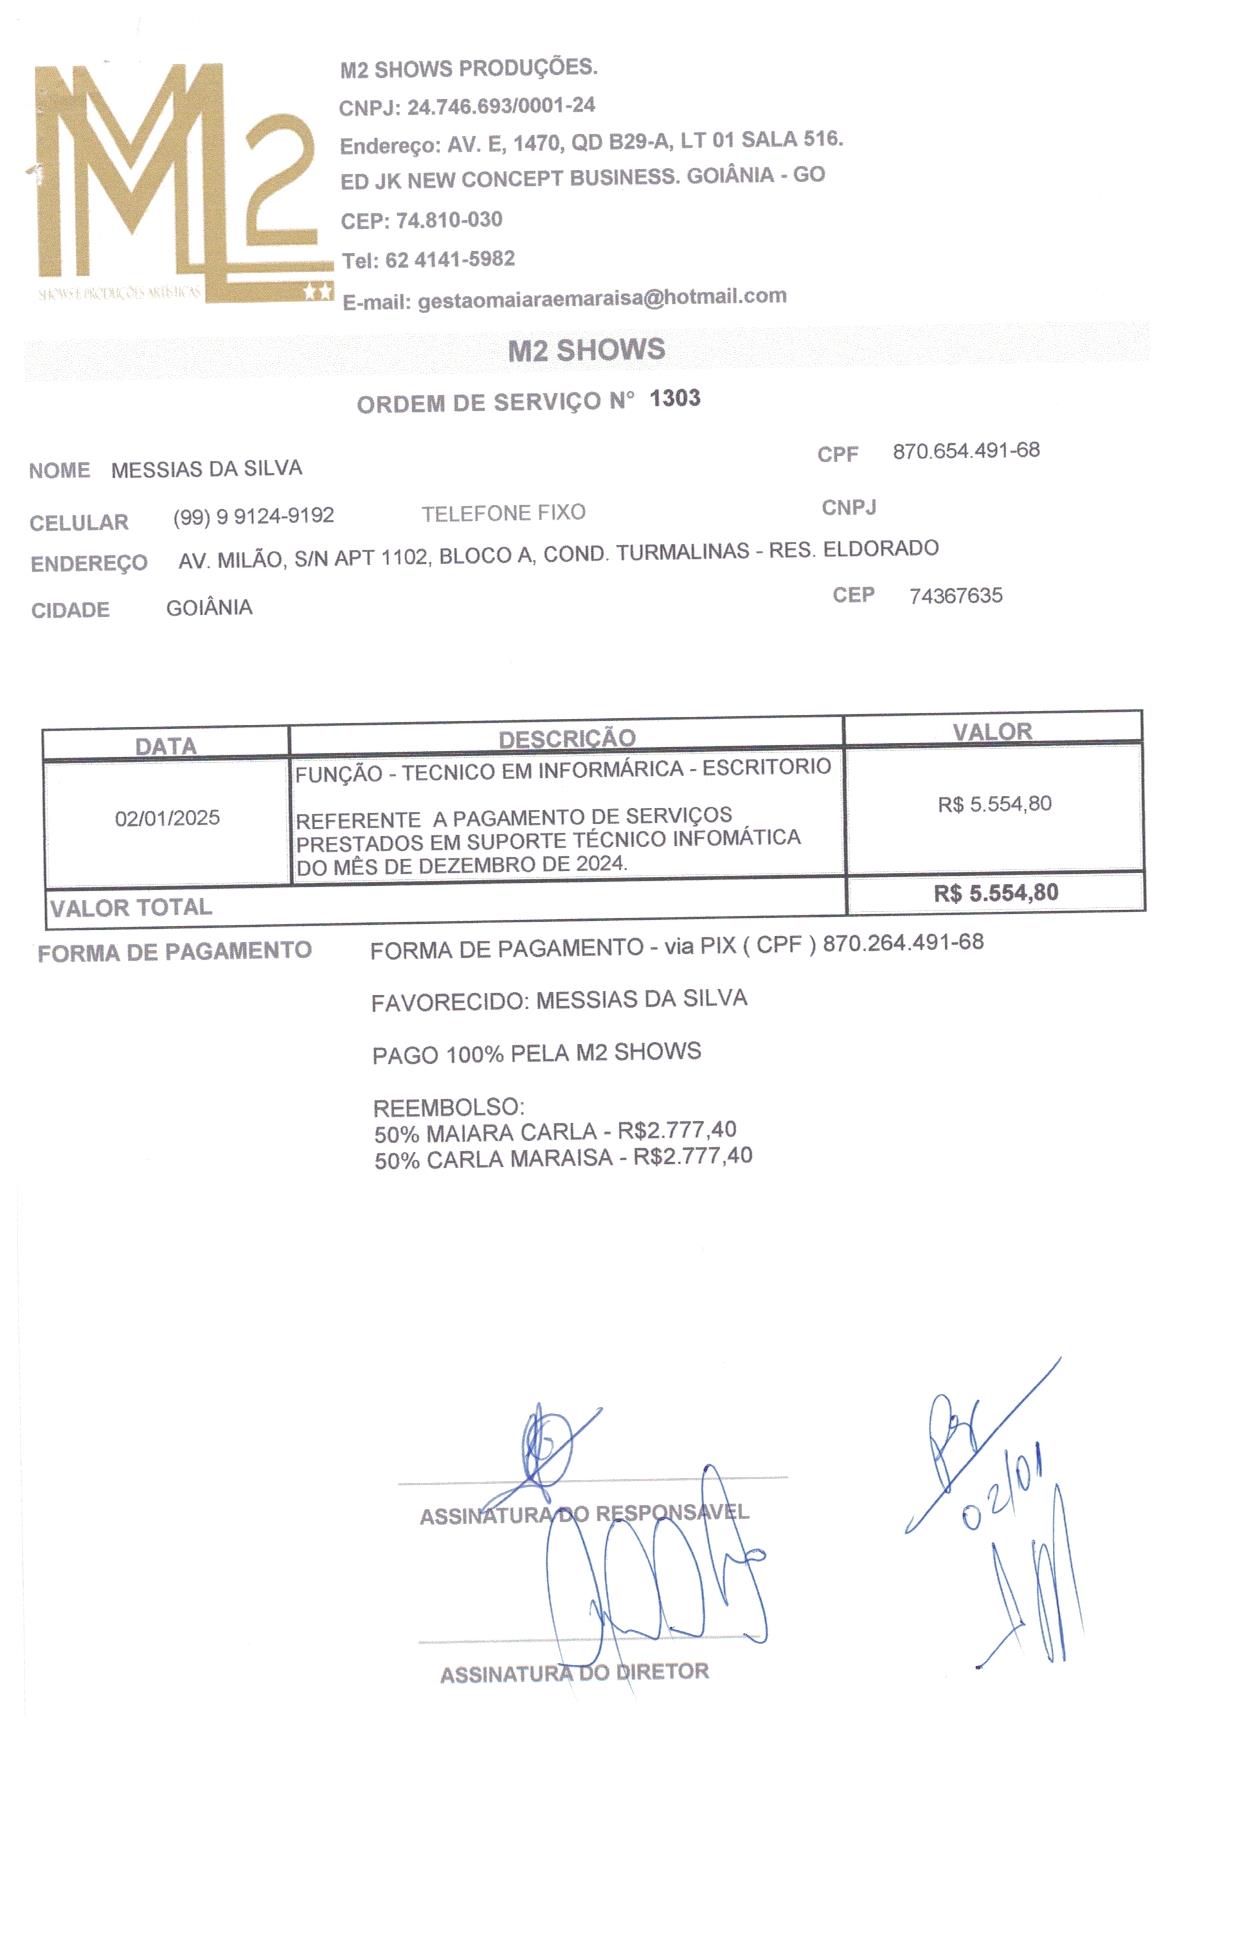 M2
SHOWS E PRODUÇÕES ARTÍSTICAS
M2 SHOWS PRODUÇÕES.
CNPJ: 24.746.693/0001-24
Endereço: AV. E, 1470, QD B29-A, LT 01 SALA 516.
ED JK NEW CONCEPT BUSINESS. GOIÂNIA - GO
CEP: 74.810-030
Tel: 62 4141-5982
E-mail: gestaomaiaraemaraisa@hotmail.com
M2 SHOWS
ORDEM DE SERVIÇO N° 1303
NOME MESSIAS DA SILVA CPF 870.654.491-68
CELULAR (99) 9 9124-9192 TELEFONE FIXO CNPJ
ENDEREÇO AV. MILÃO, S/N APT 1102, BLOCO A, COND. TURMALINAS - RES. ELDORADO
CIDADE GOIÂNIA CEP 74367635
DATA DESCRIÇÃO VALOR
FUNÇÃO - TECNICO EM INFORMÁRICA - ESCRITORIO
02/01/2025 R$ 5.554,80
REFERENTE A PAGAMENTO DE SERVIÇOS
PRESTADOS EM SUPORTE TÉCNICO INFOMÁTICA
DO MÊS DE DEZEMBRO DE 2024.
VALOR TOTAL R$ 5.554,80
FORMA DE PAGAMENTO FORMA DE PAGAMENTO - via PIX ( CPF ) 870.264.491-68
FAVORECIDO: MESSIAS DA SILVA
PAGO 100% PELA M2 SHOWS
REEMBOLSO:
50% MAIARA CARLA - R$2.777,40
50% CARLA MARAISA - R$2.777,40
02/01
ASSINATURA DO RESPONSAVEL
ASSINATURA DO DIRETOR